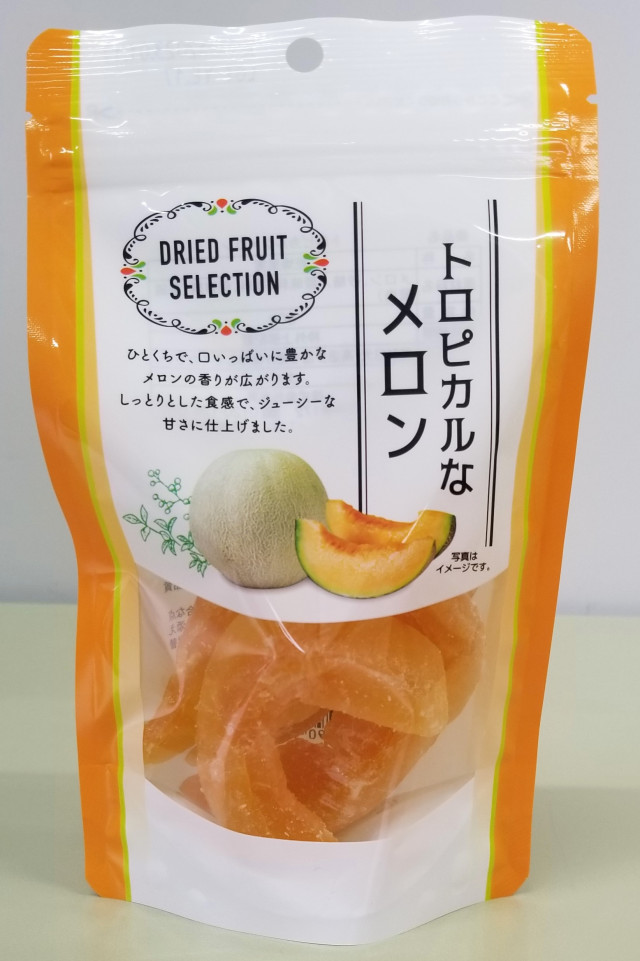 DRIED FRUIT
SELECTION
トロピカルな
メロン
ひとくちで、口いっぱいに豊かな
メロンの香りが広がります。
しっとりとした食感で、ジューシーな
甘さに仕上げました。
写真は
イメージです。